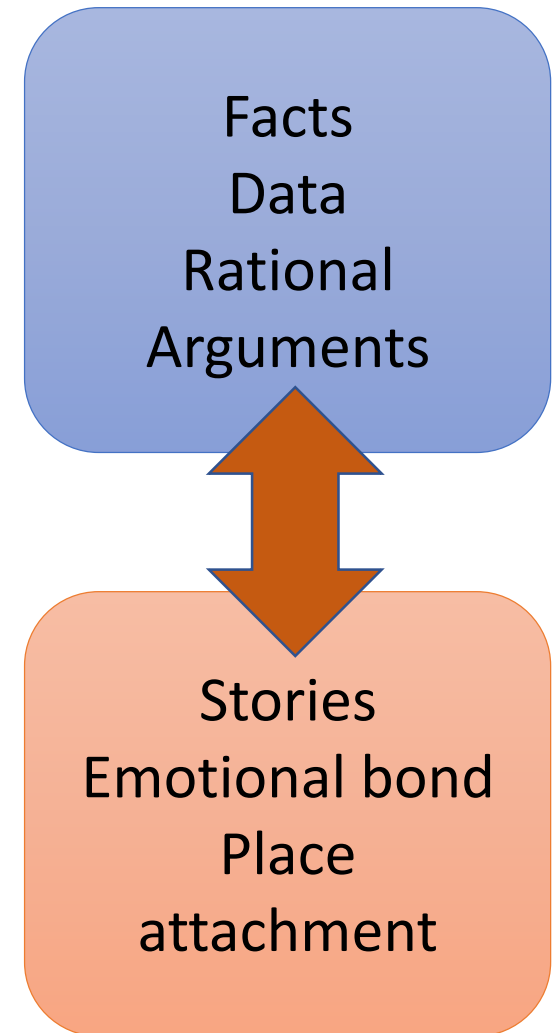 Facts
Data
Rational
Arguments
Stories
Emotional bond
Place
attachment